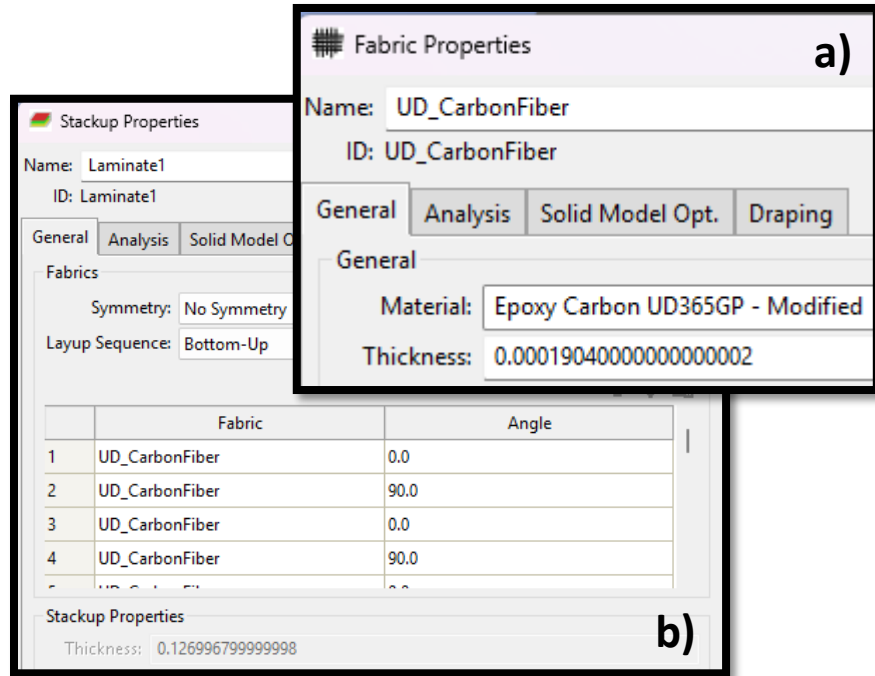 Fabric Properties
a)
Name: UD_CarbonFiber
ID: UD_CarbonFiber
General Analysis Solid Model Opt. Draping
General
Material: Epoxy Carbon UD365GP - Modified
Thickness: 0.00019040000000000002
Stackup Properties
Name: Laminate1
ID: Laminate1
General Analysis Solid Model O
Fabrics
Symmetry: No Symmetry
Layup Sequence: Bottom-Up
Fabric Angle
1 UD_CarbonFiber 0.0
2 UD_CarbonFiber 90.0
3 UD_CarbonFiber 0.0
4 UD_CarbonFiber 90.0
Stackup Properties
Thickness: 0.126996799999998
b)